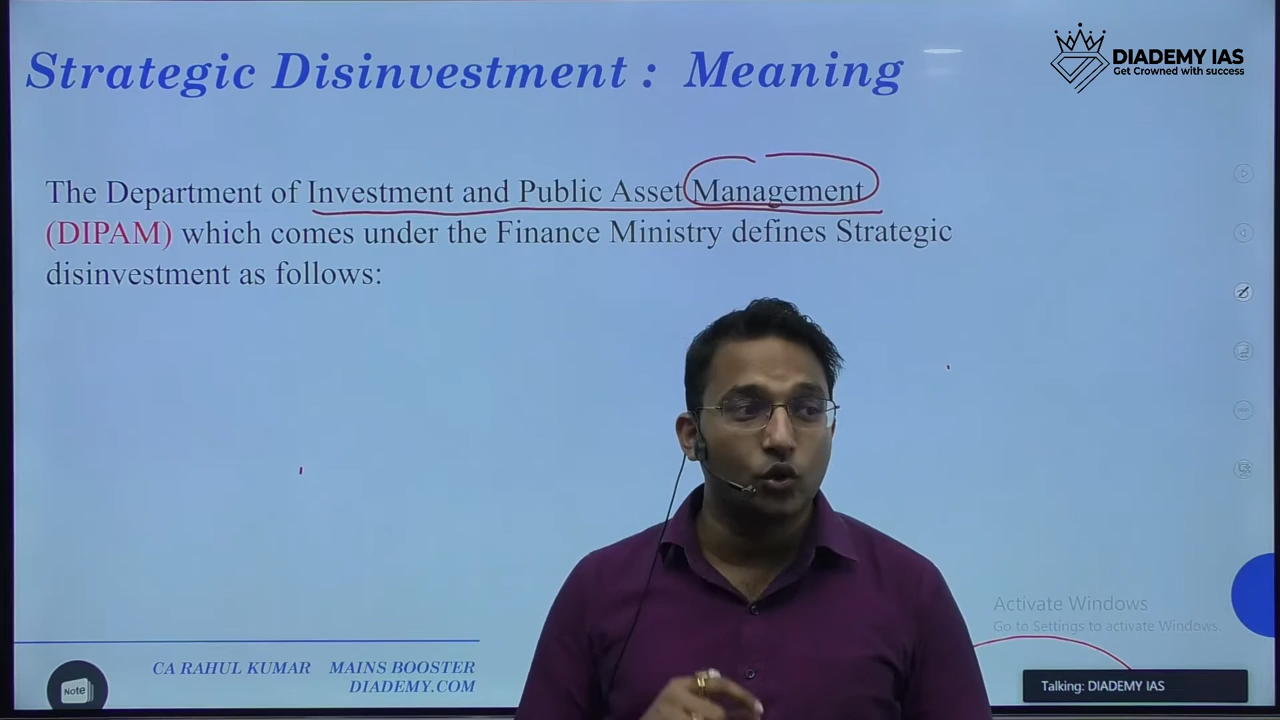 Strategic Disinvestment : Meaning
DIADEMY IAS
Get Crowned with success
The Department of Investment and Public Asset Management
(DIPAM) which comes under the Finance Ministry defines Strategic
disinvestment as follows:
Activate Windows
Go to Settings to activate Windows.
CA RAHUL KUMAR MAINS BOOSTER
DIADEMY.COM
Note
Talking: DIADEMY IAS